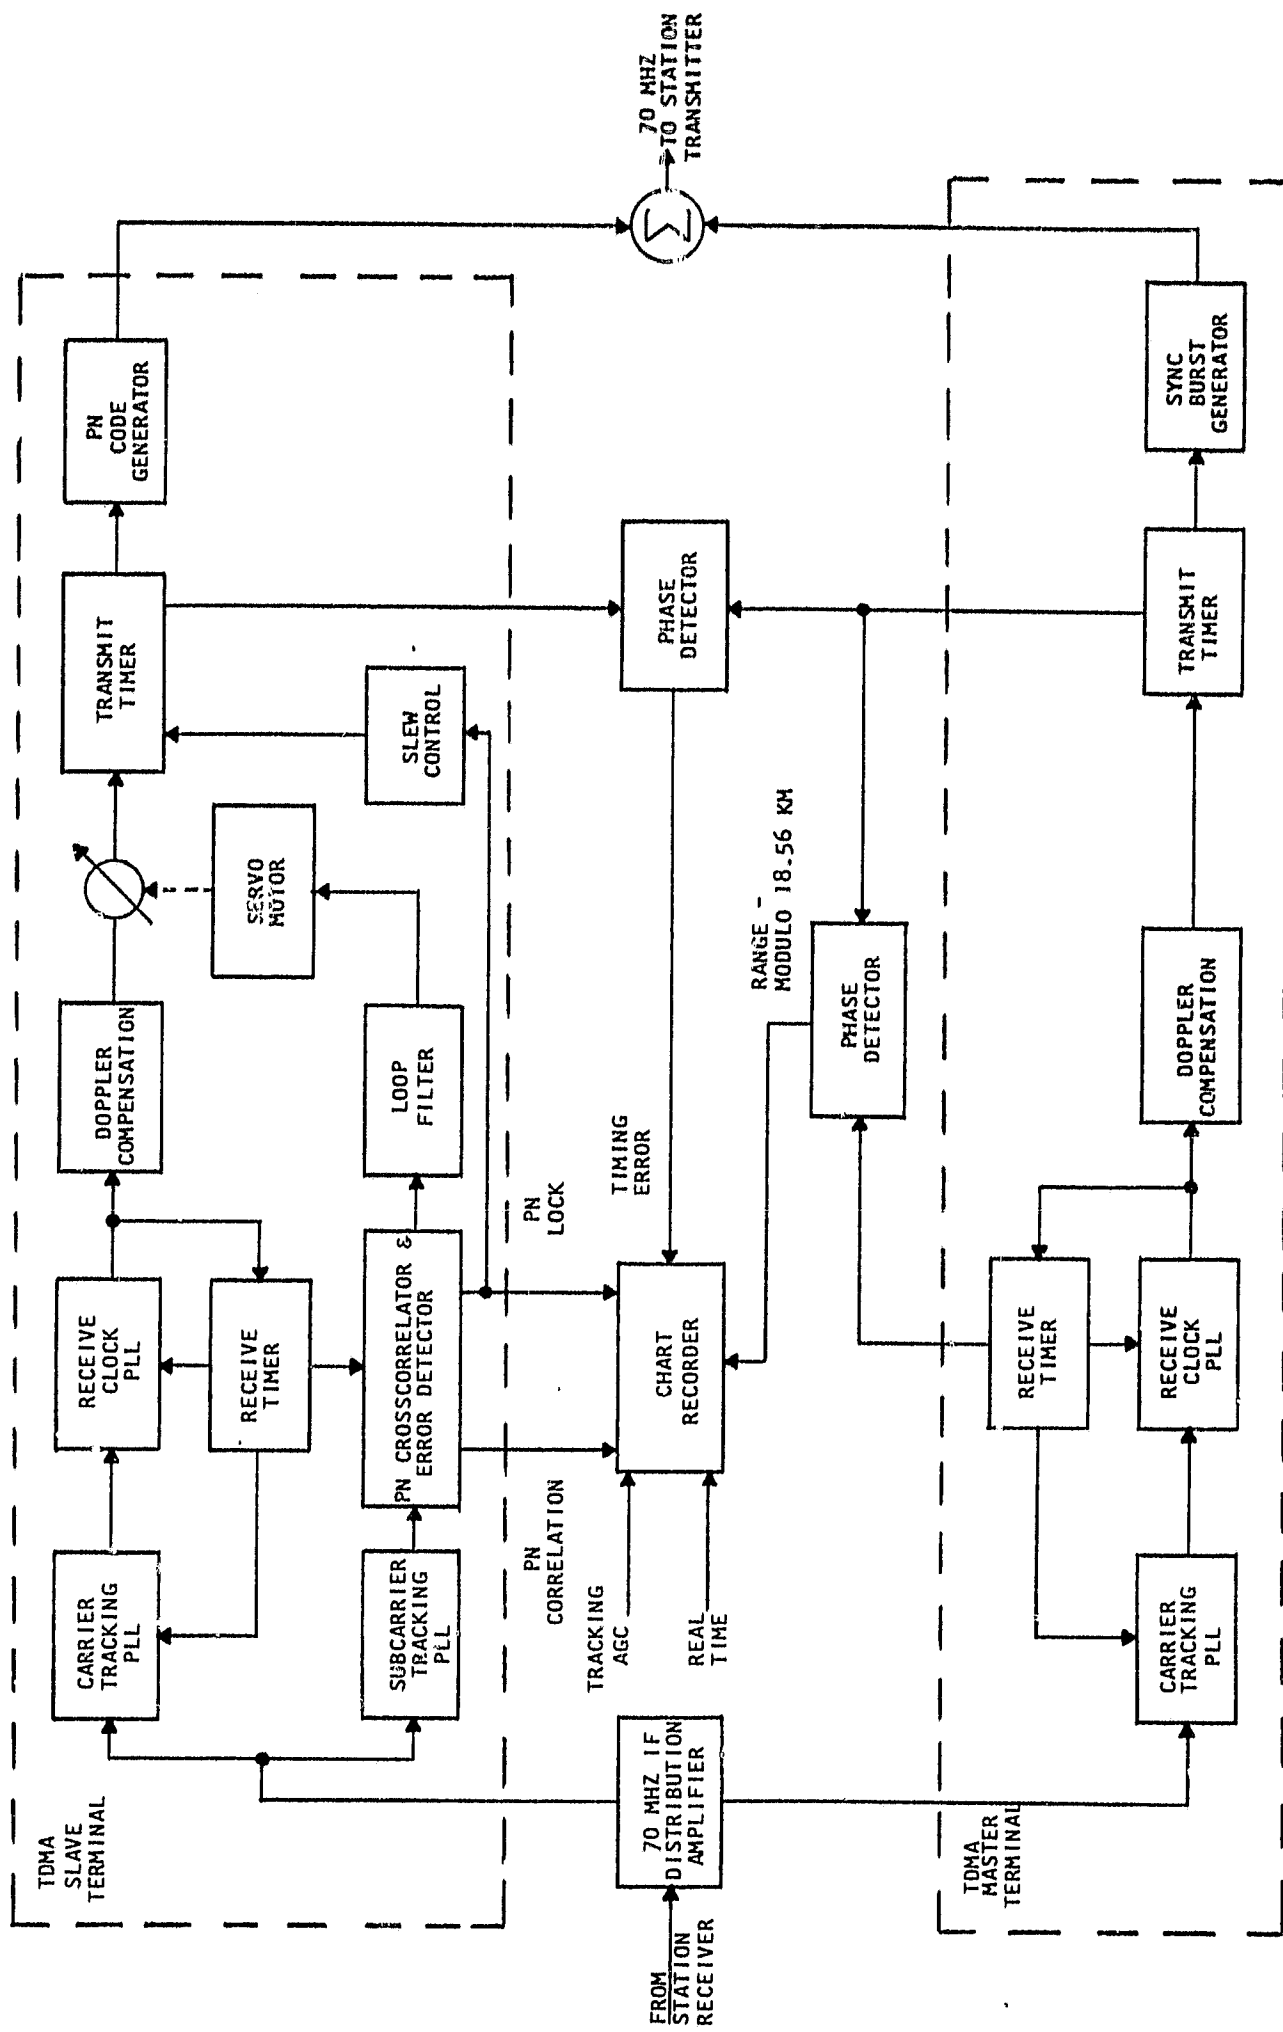 TDMA
SLAVE
TERMINAL
CARRIER
TRACKING
PLL
RECEIVE
CLOCK
PLL
DOPPLER
COMPENSATION
TRANSMIT
TIMER
PN
CODE
GENERATOR
RECEIVE
TIMER
SERVO
MOTOR
SUBCARRIER
TRACKING
PLL
PN CROSSCORRELATOR &
ERROR DETECTOR
LOOP
FILTER
SLEW
CONTROL
PN
CORRELATION
PN
LOCK
TIMING
ERROR
TRACKING
AGC
REAL
TIME
FROM
STATION
RECEIVER
70 MHZ IF
DISTRIBUTION
AMPLIFIER
CHART
RECORDER
PHASE
DETECTOR
70 MHZ
TO STATION
TRANSMITTER
Σ
RANGE -
MODULO 18.56 KM
PHASE
DETECTOR
TDMA
MASTER
TERMINAL
RECEIVE
TIMER
CARRIER
TRACKING
PLL
RECEIVE
CLOCK
PLL
DOPPLER
COMPENSATION
TRANSMIT
TIMER
SYNC
BURST
GENERATOR